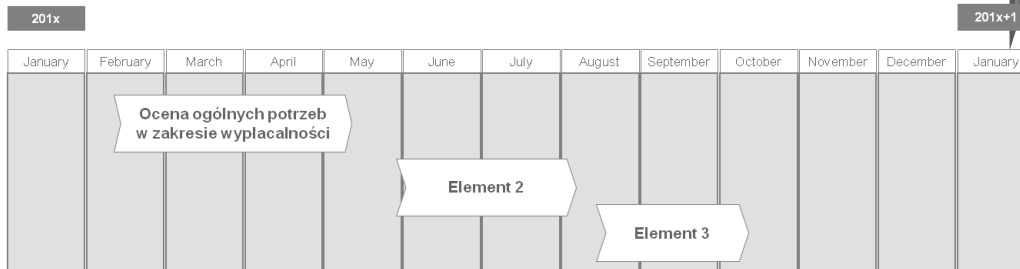 201x
201x+1
January February March April May June July August September October November December January
Ocena ogólnych potrzeb
w zakresie wypłacalności
Element 2
Element 3